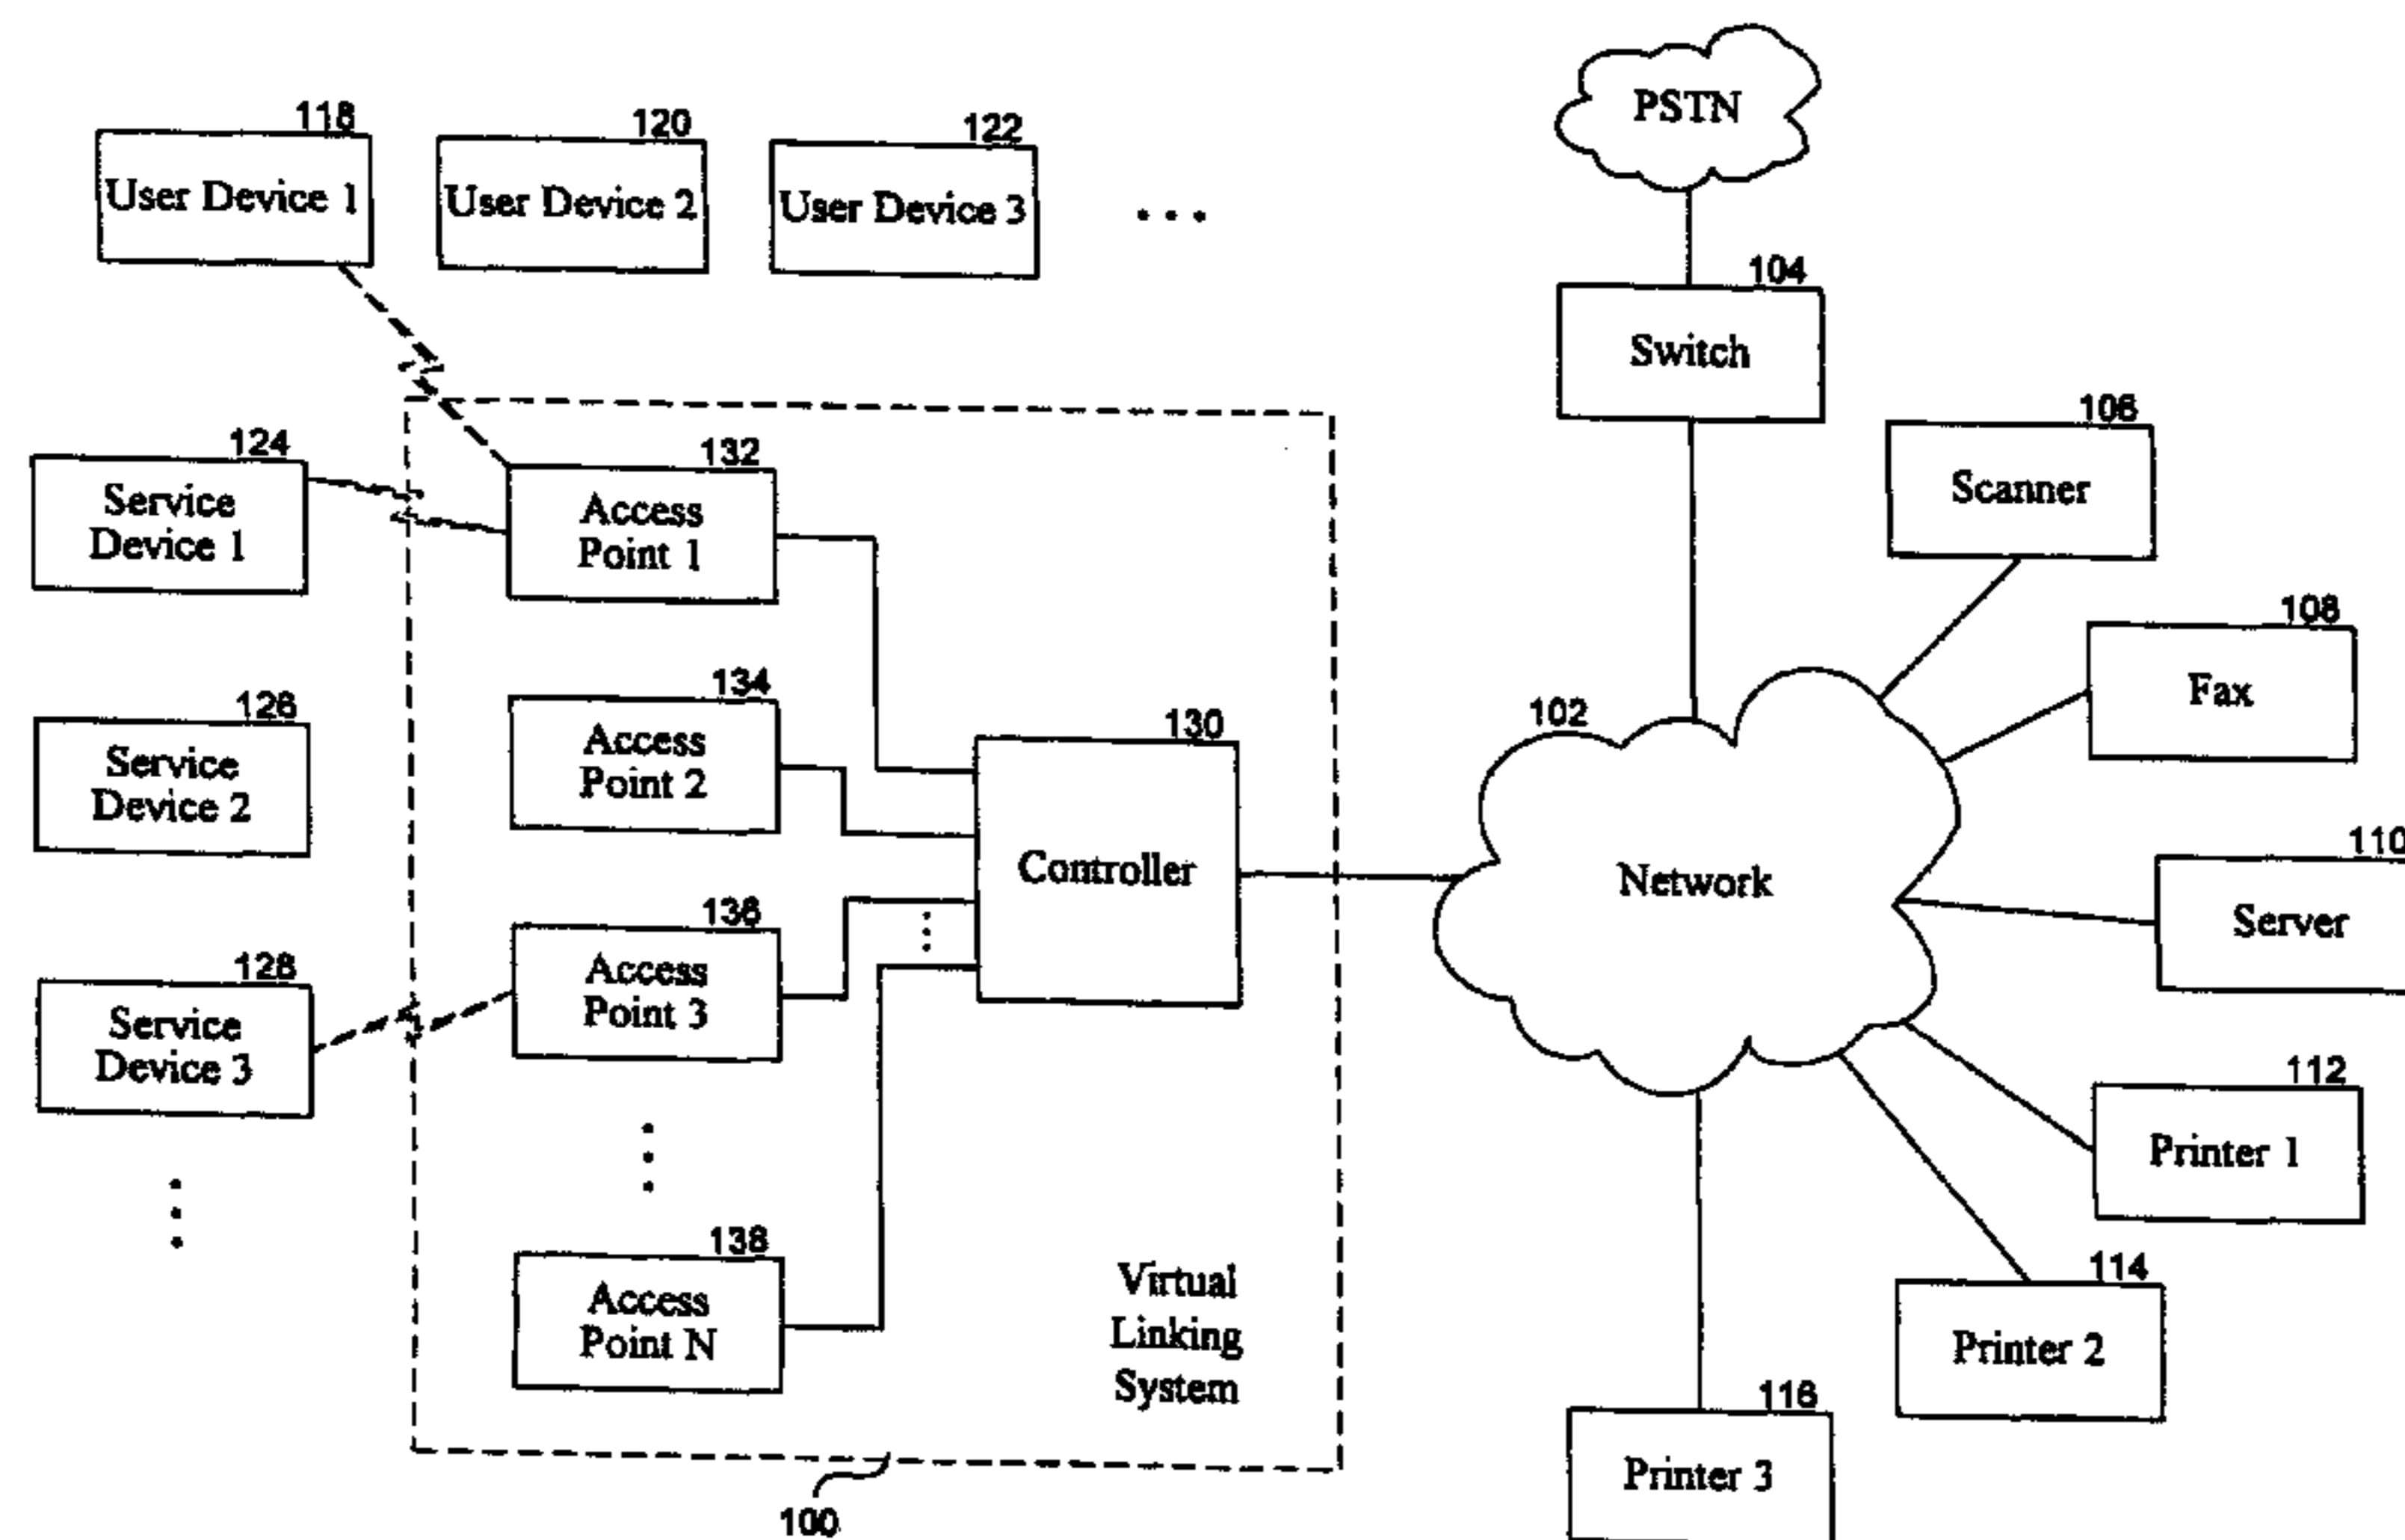 PSTN
118
User Device 1
120
User Device 2
122
User Device 3
. . .
104
Switch
106
Scanner
124
Service
Device 1
132
Access
Point 1
108
Fax
126
Service
Device 2
134
Access
Point 2
130
Controller
102
Network
110
Server
128
Service
Device 3
136
Access
Point 3
112
Printer 1
138
Access
Point N
Virtual
Linking
System
114
Printer 2
116
Printer 3
100